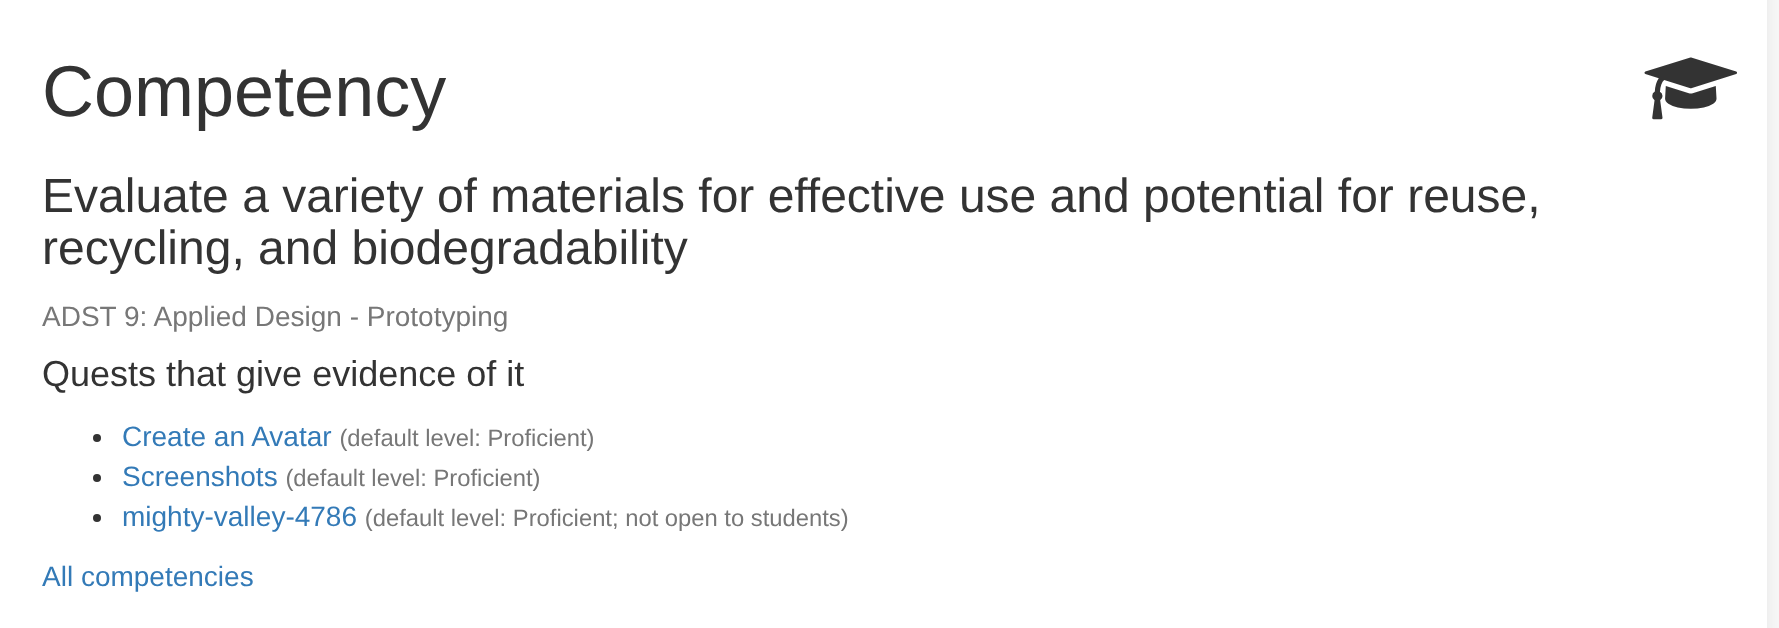 Competency
Evaluate a variety of materials for effective use and potential for reuse,
recycling, and biodegradability
ADST 9: Applied Design - Prototyping
Quests that give evidence of it
Create an Avatar (default level: Proficient)
Screenshots (default level: Proficient)
mighty-valley-4786 (default level: Proficient; not open to students)
All competencies